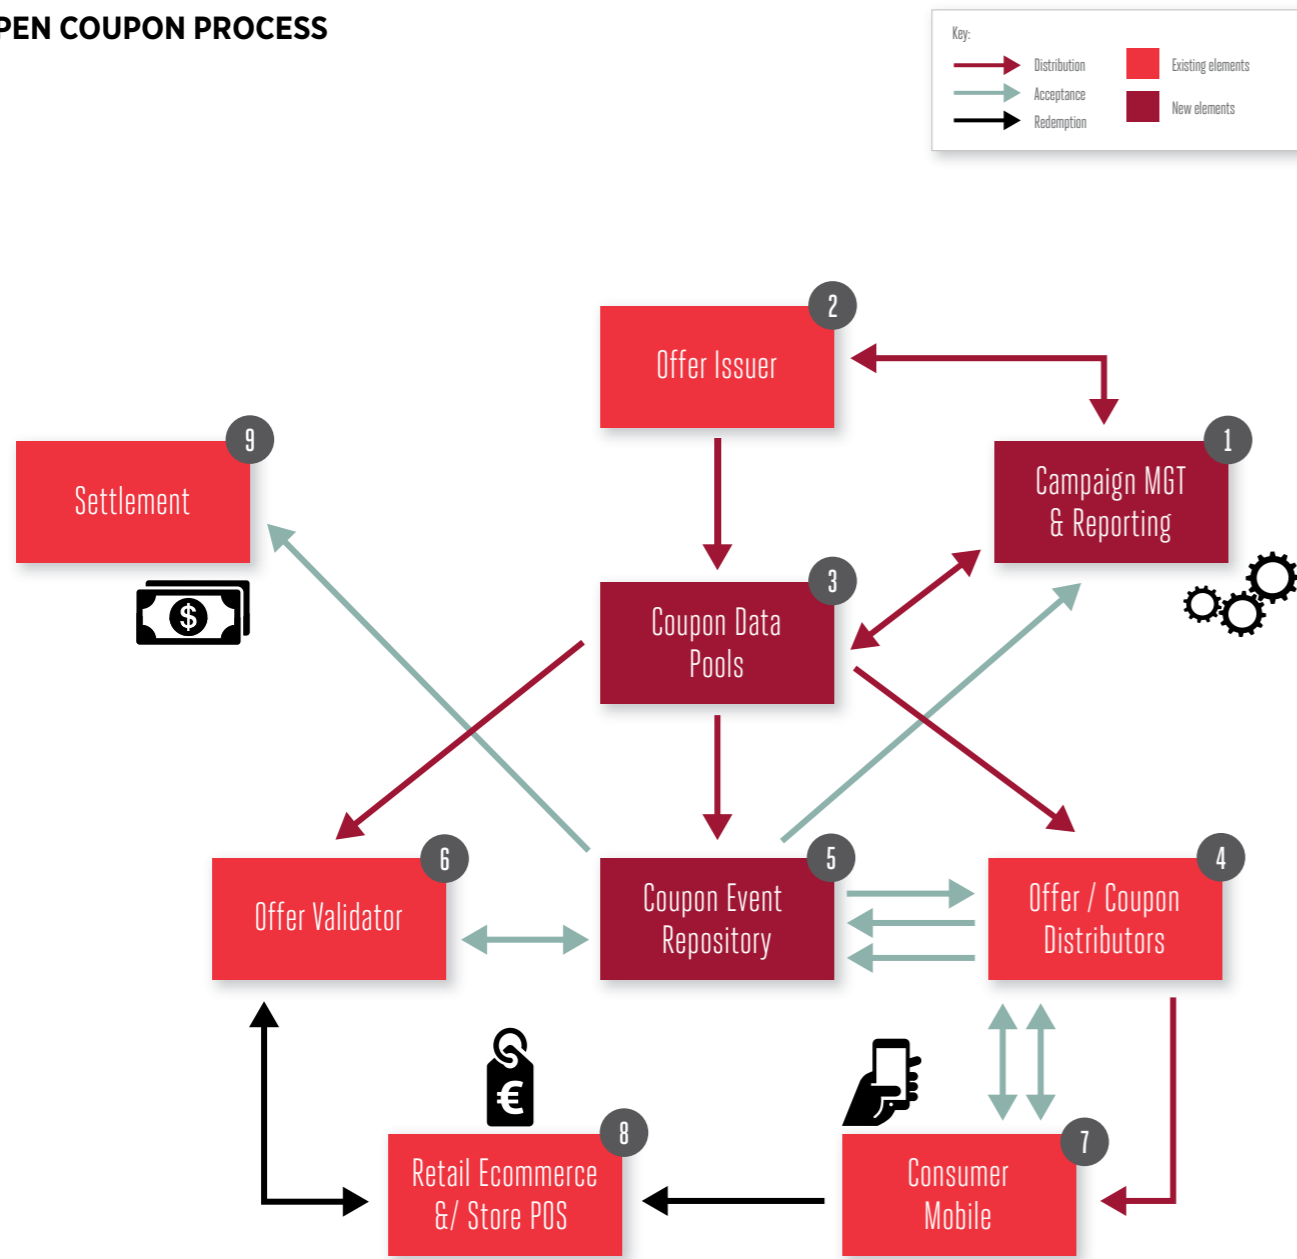 PEN COUPON PROCESS
Key:
Distribution
Existing elements
Acceptance
New elements
Redemption
2
Offer Issuer
9
Settlement
1
Campaign MGT
& Reporting
$
3
Coupon Data
Pools
6
Offer Validator
5
Coupon Event
Repository
4
Offer / Coupon
Distributors
€
8
Retail Ecommerce
&/ Store POS
7
Consumer
Mobile